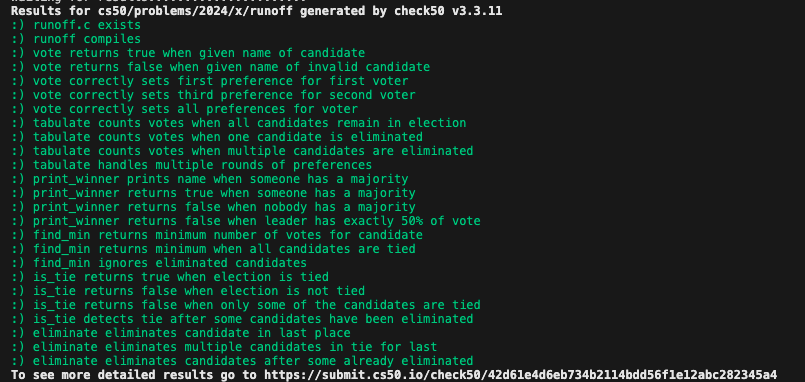 Results for cs50/problems/2024/x/runoff generated by check50 v3.3.11
:) runoff.c exists
:) runoff compiles
:) vote returns true when given name of candidate
:) vote returns false when given name of invalid candidate
:) vote correctly sets first preference for first voter
:) vote correctly sets third preference for second voter
:) vote correctly sets all preferences for voter
:) tabulate counts votes when all candidates remain in election
:) tabulate counts votes when one candidate is eliminated
:) tabulate counts votes when multiple candidates are eliminated
:) tabulate handles multiple rounds of preferences
:) print_winner prints name when someone has a majority
:) print_winner returns true when someone has a majority
:) print_winner returns false when nobody has a majority
:) print_winner returns false when leader has exactly 50% of vote
:) find_min returns minimum number of votes for candidate
:) find_min returns minimum when all candidates are tied
:) find_min ignores eliminated candidates
:) is_tie returns true when election is tied
:) is_tie returns false when election is not tied
:) is_tie returns false when only some of the candidates are tied
:) is_tie detects tie after some candidates have been eliminated
:) eliminate eliminates candidate in last place
:) eliminate eliminates multiple candidates in tie for last
:) eliminate eliminates candidates after some already eliminated
To see more detailed results go to https://submit.cs50.io/check50/42d61e4d6eb734b2114bdd56f1e12abc282345a4